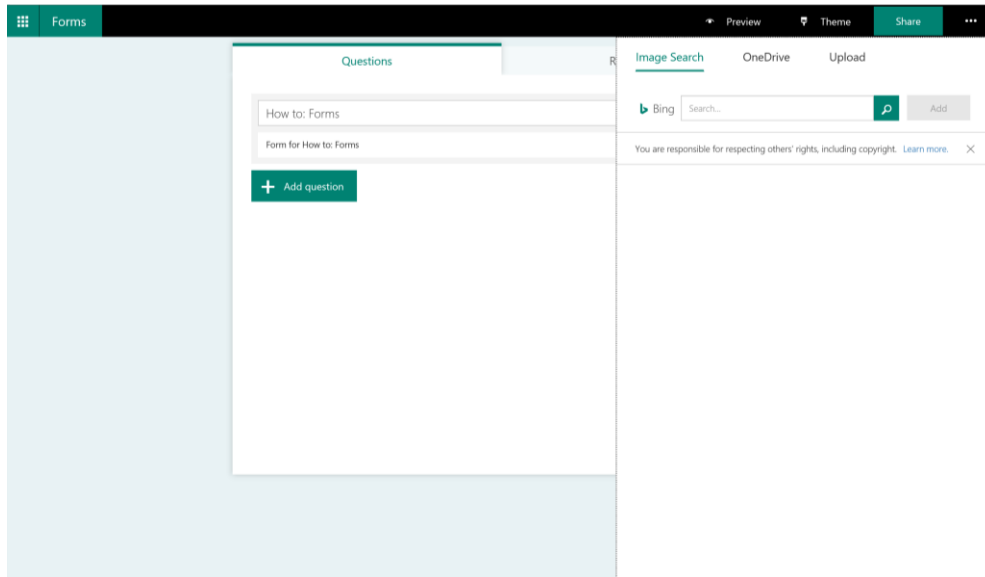 Forms Preview Theme Share ...
Questions R
How to: Forms
Form for How to: Forms
Add question
Image Search OneDrive Upload
Bing Search... Add
You are responsible for respecting others' rights, including copyright. Learn more.